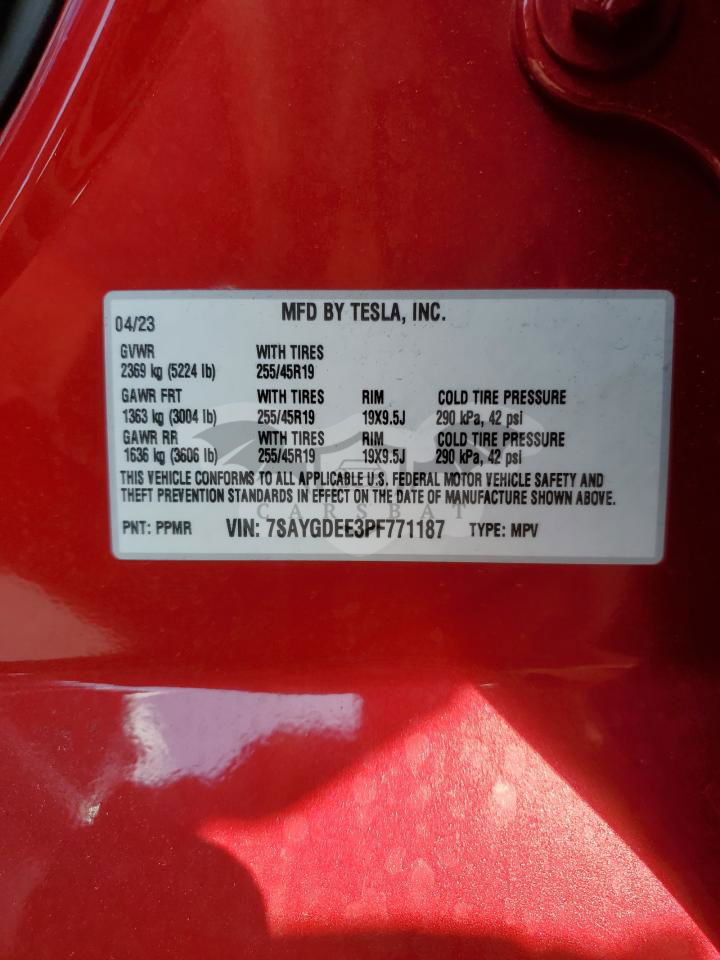 MFD BY TESLA, INC.
04/23
GVWR WITH TIRES
2369 kg (5224 lb) 255/45R19
GAWR FRT WITH TIRES RIM COLD TIRE PRESSURE
1363 kg (3004 lb) 255/45R19 19X9.5J 290 kPa, 42 psi
GAWR RR WITH TIRES RIM COLD TIRE PRESSURE
1636 kg (3606 lb) 255/45R19 19X9.5J 290 kPa, 42 psi
THIS VEHICLE CONFORMS TO ALL APPLICABLE U.S. FEDERAL MOTOR VEHICLE SAFETY AND
THEFT PREVENTION STANDARDS IN EFFECT ON THE DATE OF MANUFACTURE SHOWN ABOVE.
CARSBAT
PNT: PPMR VIN: 7SAYGDEE3PF771187 TYPE: MPV